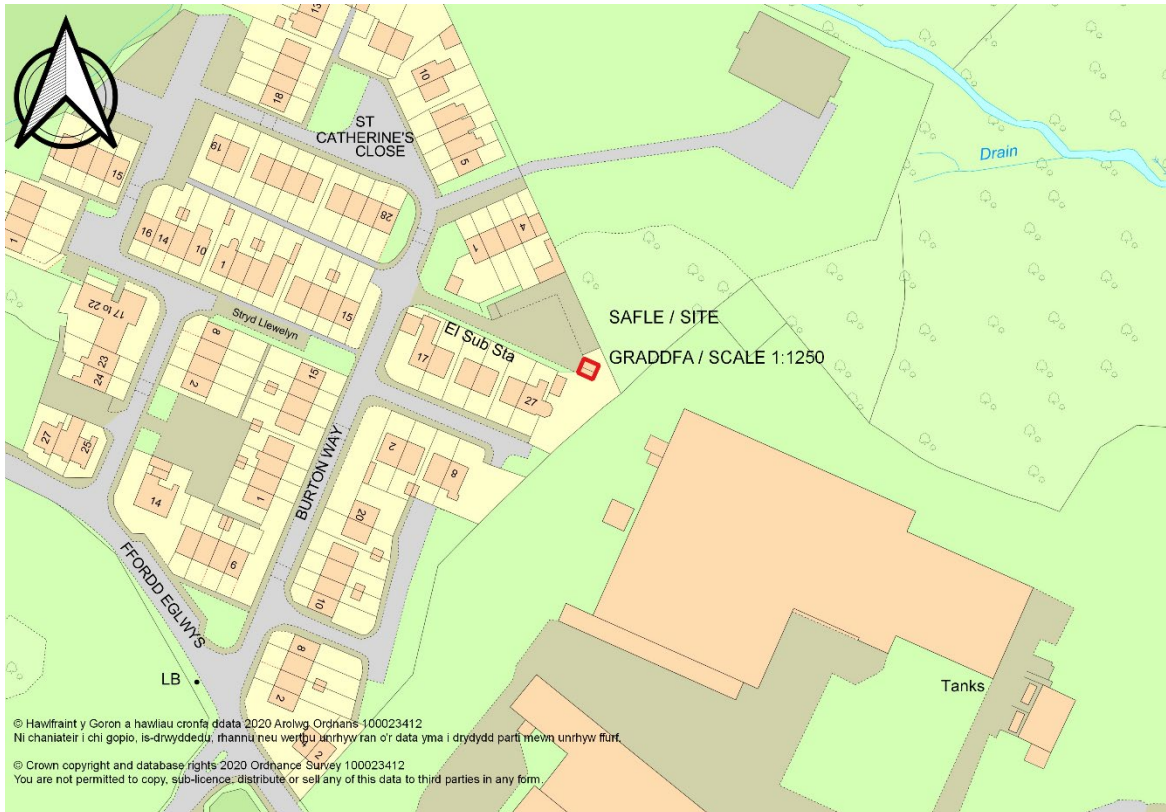 18
10
ST
CATHERINE'S
CLOSE
5
19
15
28
1
16
14
10
1
15
4
1
Drain
Stryd Llewelyn
El Sub Sta
SAFLE / SITE
GRADDFA / SCALE 1:1250
17 to 22
23
24
8
2
15
17
27
27
25
BURTON WAY
2
8
1
14
20
6
10
FFORDD EGLWYS
LB
8
2
4
2
Tanks
© Hawlfraint y Goron a hawliau cronfa ddata 2020 Arolwg Ordnans 100023412
Ni chaniateir i chi gopio, is-drwyddedu, rhannu neu werthu unrhyw ran o'r data yma i drydydd parti mewn unrhyw ffurf.
© Crown copyright and database rights 2020 Ordnance Survey 100023412
You are not permitted to copy, sub-licence, distribute or sell any of this data to third parties in any form.